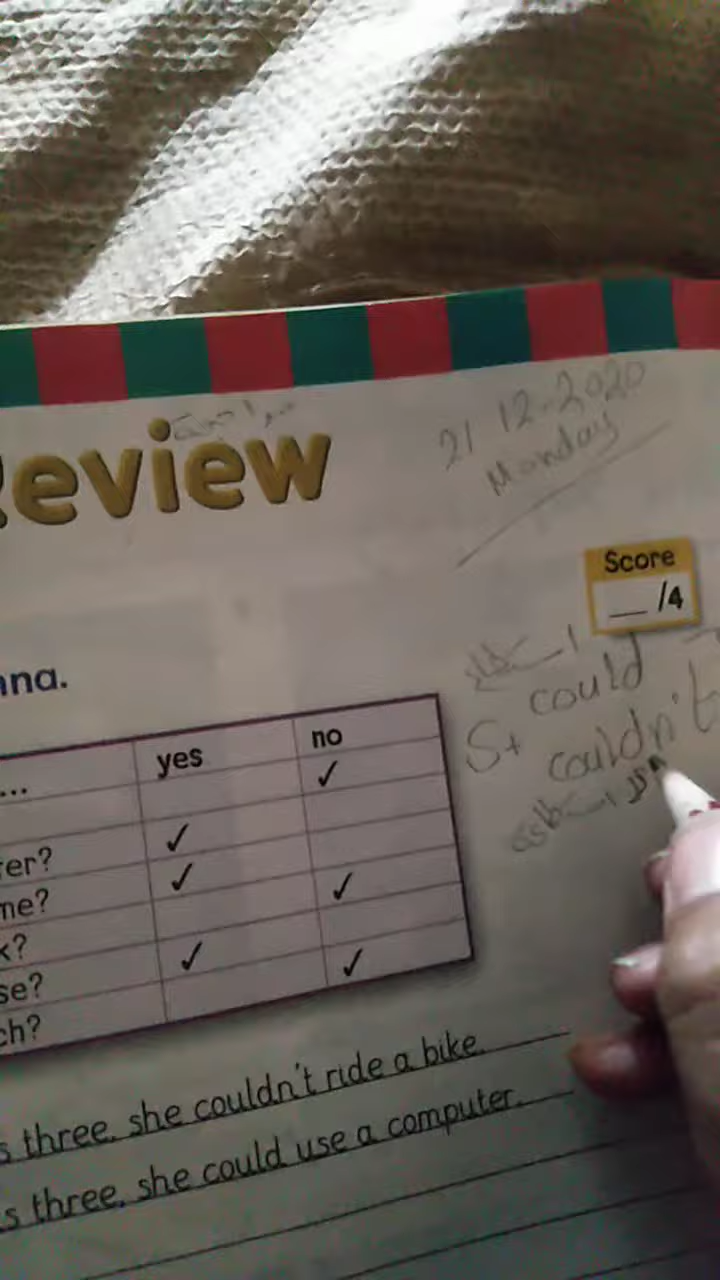 Review
21 12-2020
Monday
Score
/4
nna.
could
S+
couldn't
... yes no
ter?
me?
k?
se?
ch?
s three, she couldn't ride a bike.
s three, she could use a computer.